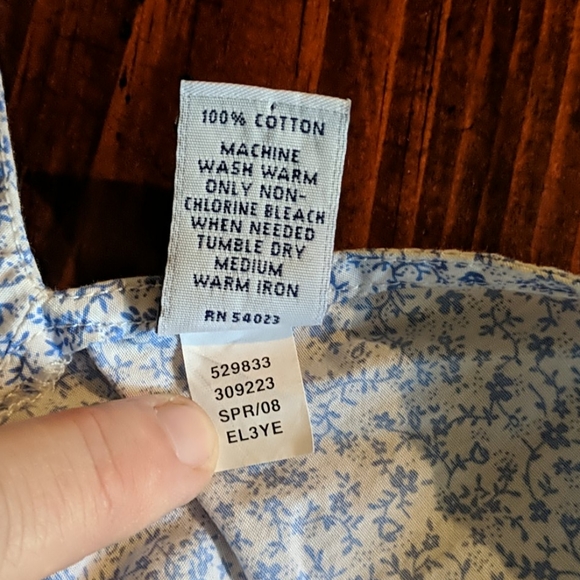 100% COTTON
MACHINE
WASH WARM
ONLY NON-
CHLORINE BLEACH
WHEN NEEDED
TUMBLE DRY
MEDIUM
WARM IRON
RN 54023
529833
309223
SPR/08
EL3YE